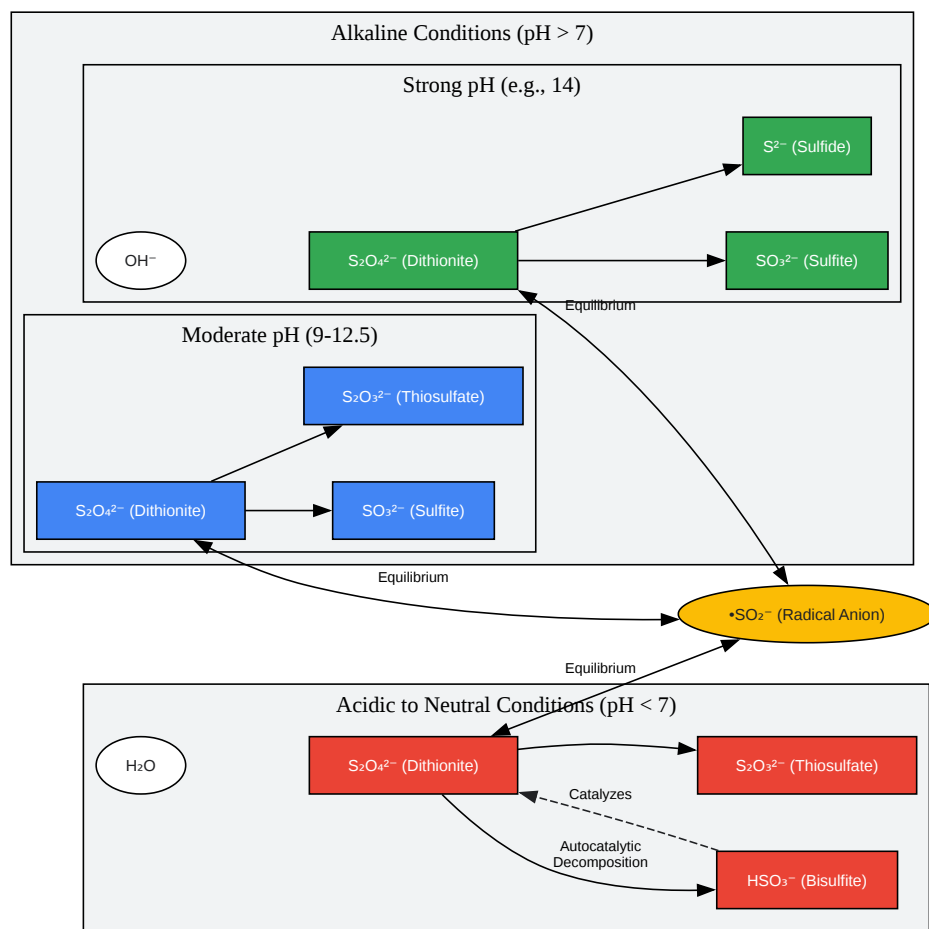 Alkaline Conditions (pH > 7)
Strong pH (e.g., 14)
S²⁻ (Sulfide)
OH⁻
S₂O₄²⁻ (Dithionite)
SO₃²⁻ (Sulfite)
Equilibrium
Moderate pH (9-12.5)
S₂O₃²⁻ (Thiosulfate)
S₂O₄²⁻ (Dithionite)
SO₃²⁻ (Sulfite)
Equilibrium
•SO₂⁻ (Radical Anion)
Equilibrium
Acidic to Neutral Conditions (pH < 7)
H₂O
S₂O₄²⁻ (Dithionite)
S₂O₃²⁻ (Thiosulfate)
Catalyzes
Autocatalytic
Decomposition
HSO₃⁻ (Bisulfite)